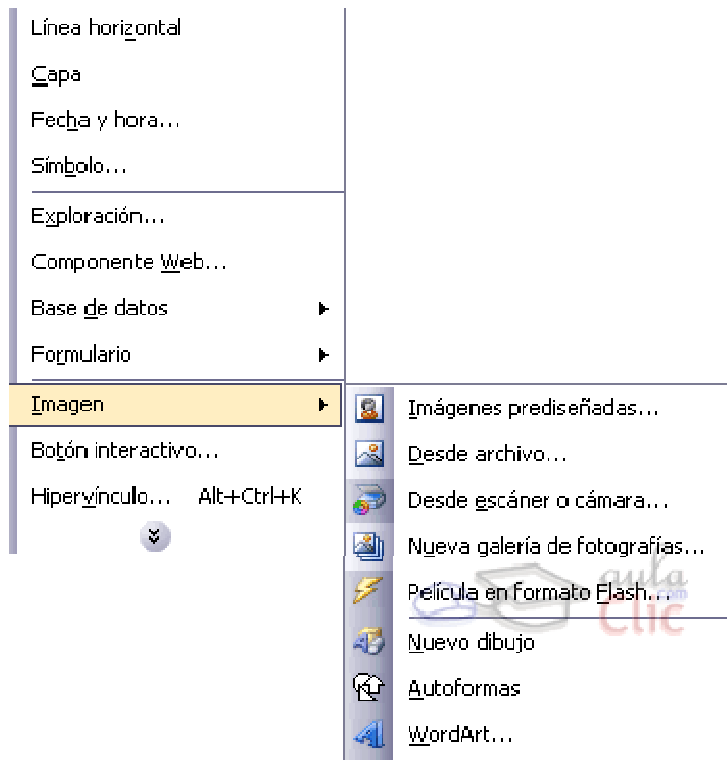 Línea horizontal
Capa
Fecha y hora...
Símbolo...
Exploración...
Componente Web...
Base de datos
Formulario
Imagen
Botón interactivo...
Hipervínculo... Alt+Ctrl+K
Imágenes prediseñadas...
Desde archivo...
Desde escáner o cámara...
Nueva galería de fotografías...
Película en formato Flash...
Nuevo dibujo
Autoformas
WordArt...
aula
.com
Clic